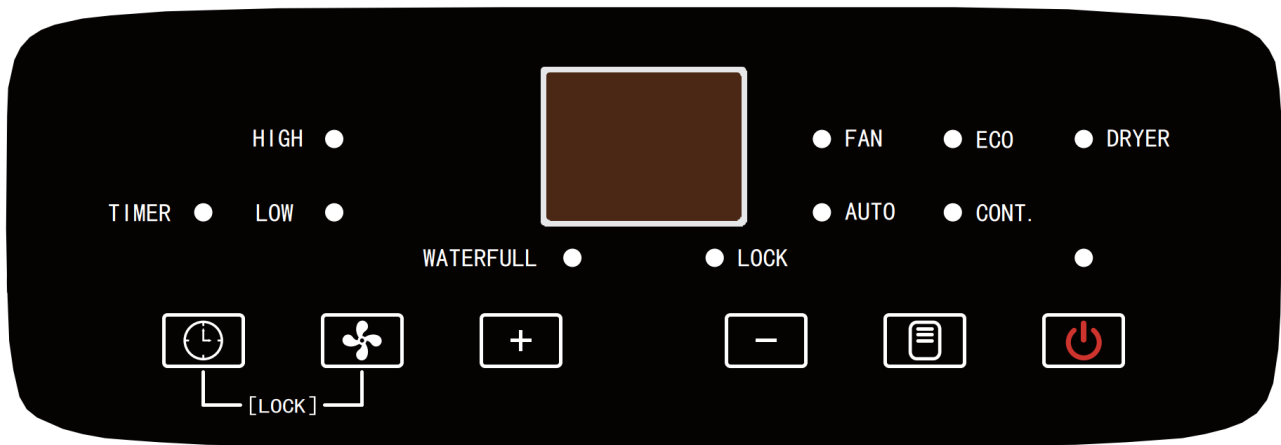 HIGH FAN ECO DRYER
TIMER LOW AUTO CONT.
WATERFULL LOCK
+ -
[LOCK]